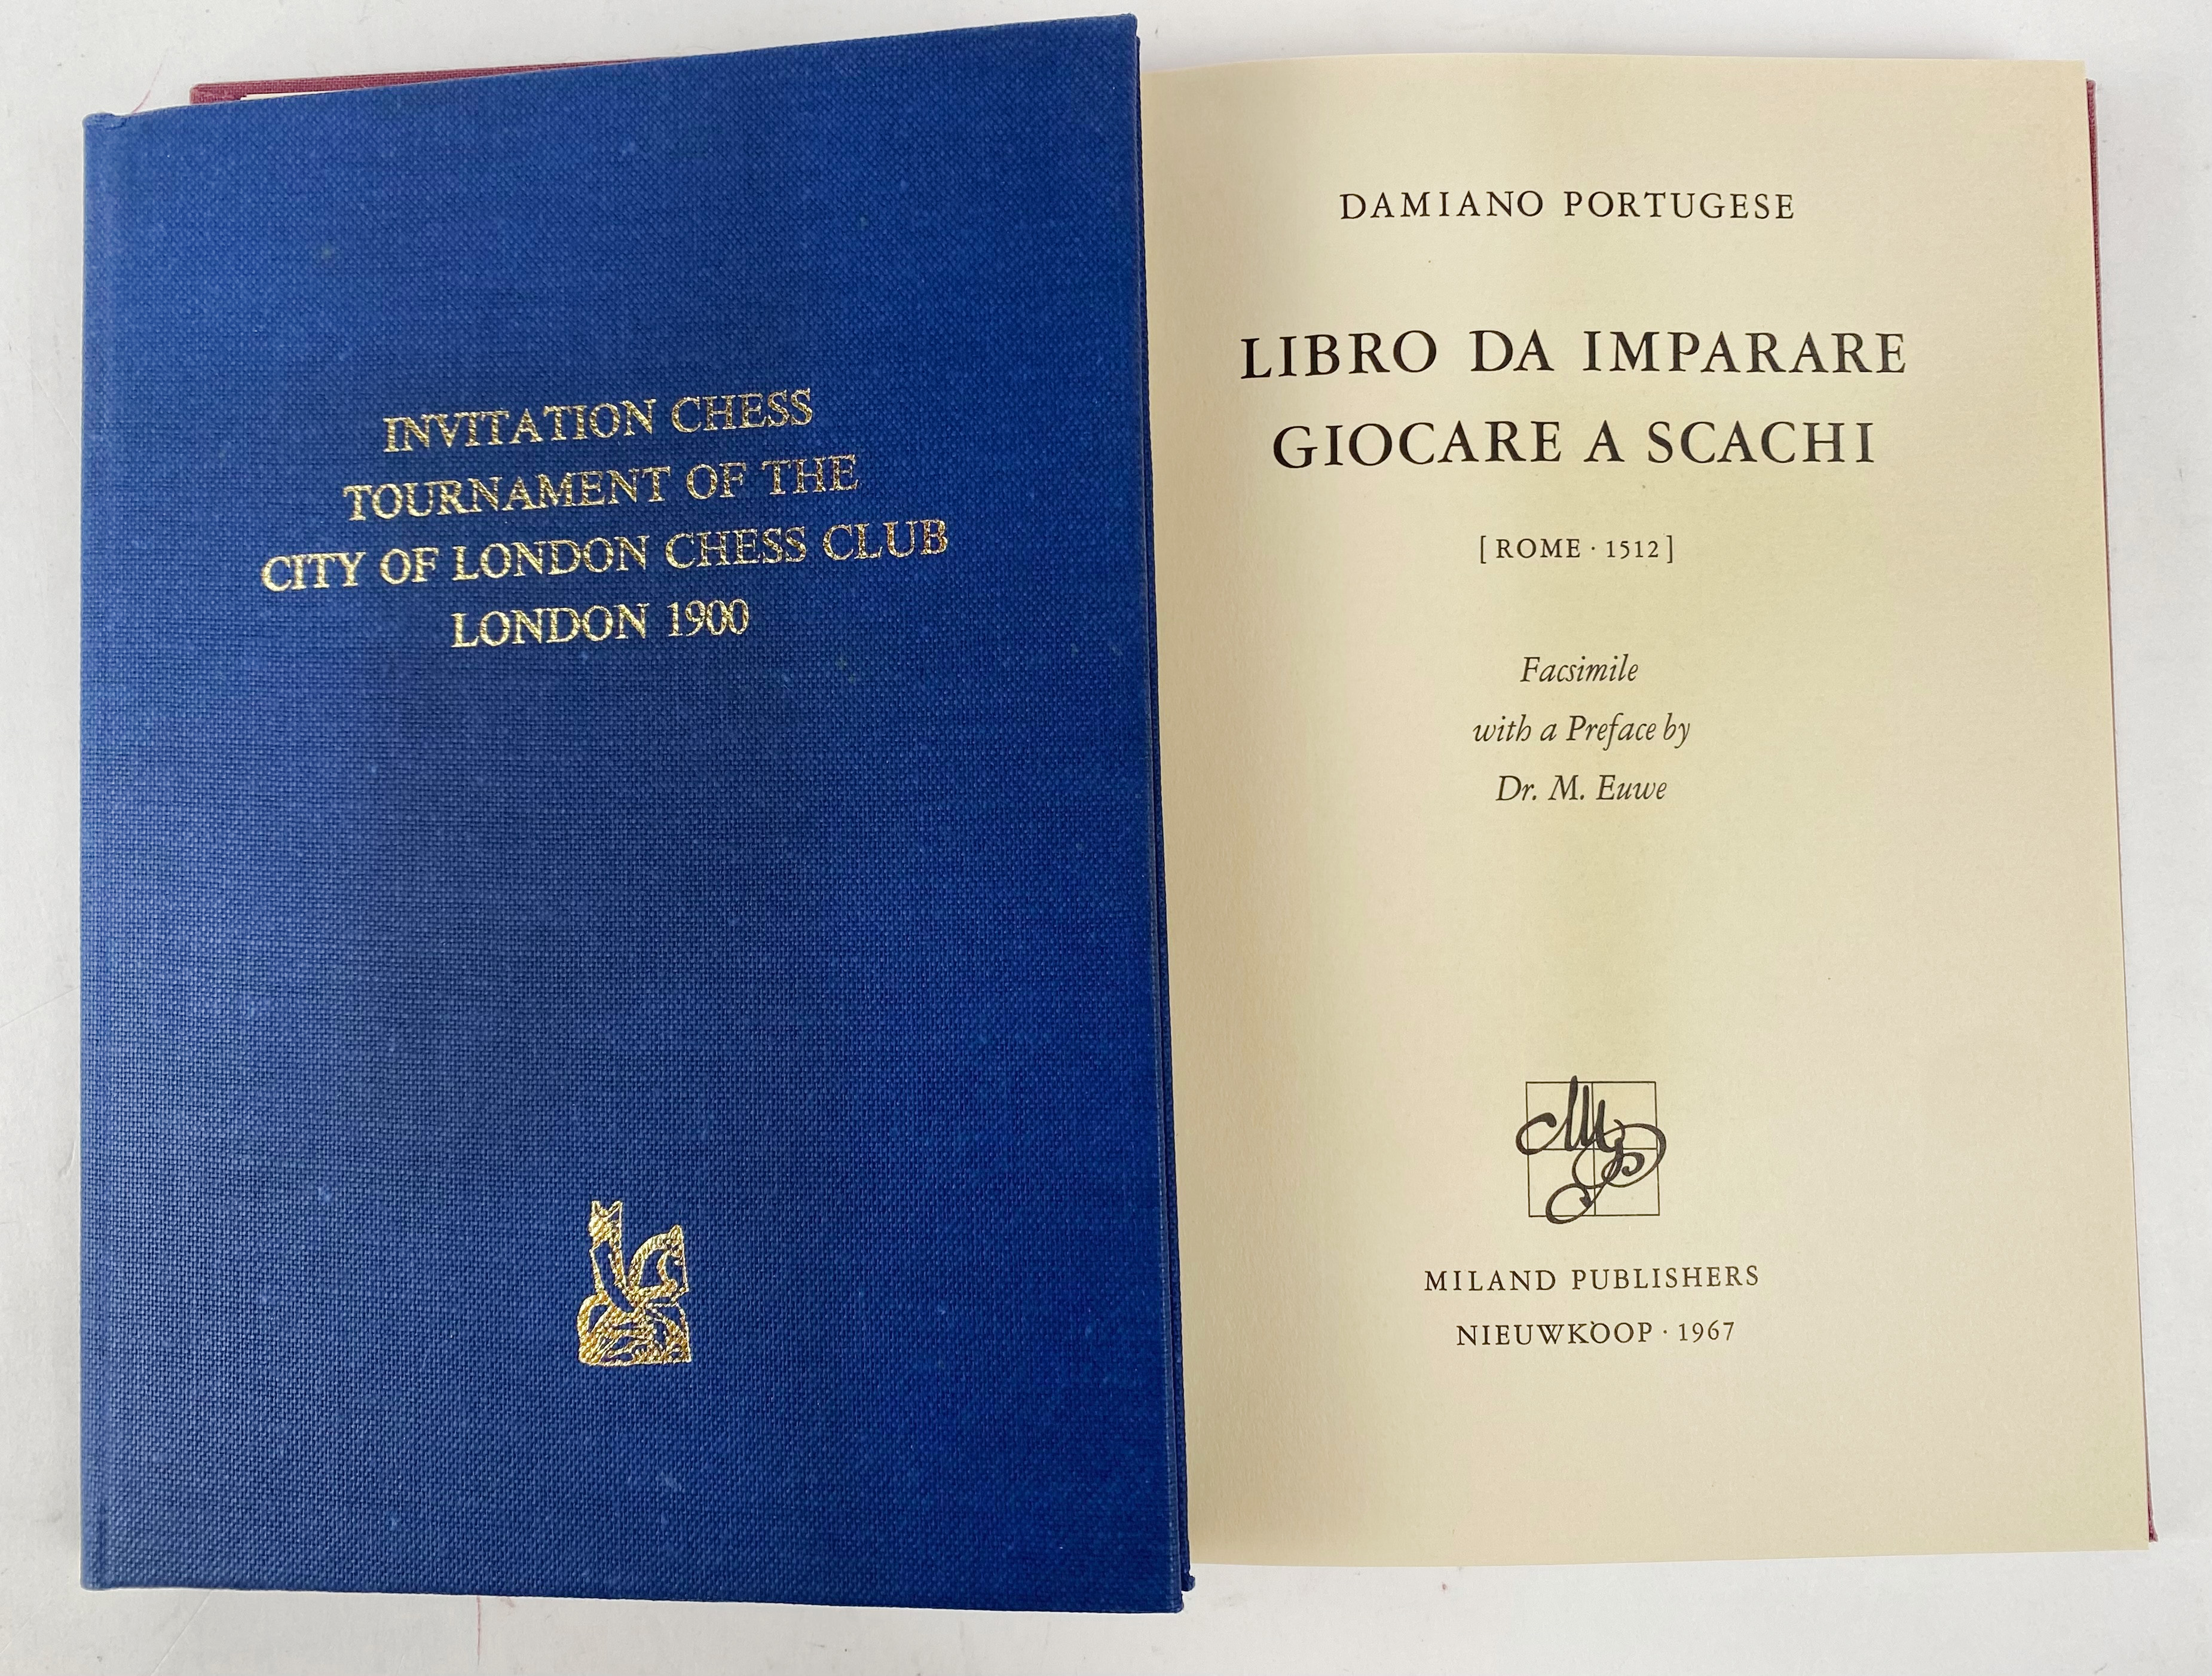 INVITATION CHESS
TOURNAMENT OF THE
CITY OF LONDON CHESS CLUB
LONDON 1900
DAMIANO PORTUGESE
LIBRO DA IMPARARE
GIOCARE A SCACHI
[ ROME · 1512 ]
Facsimile
with a Preface by
Dr. M. Euwe
MILAND PUBLISHERS
NIEUWKOOP · 1967